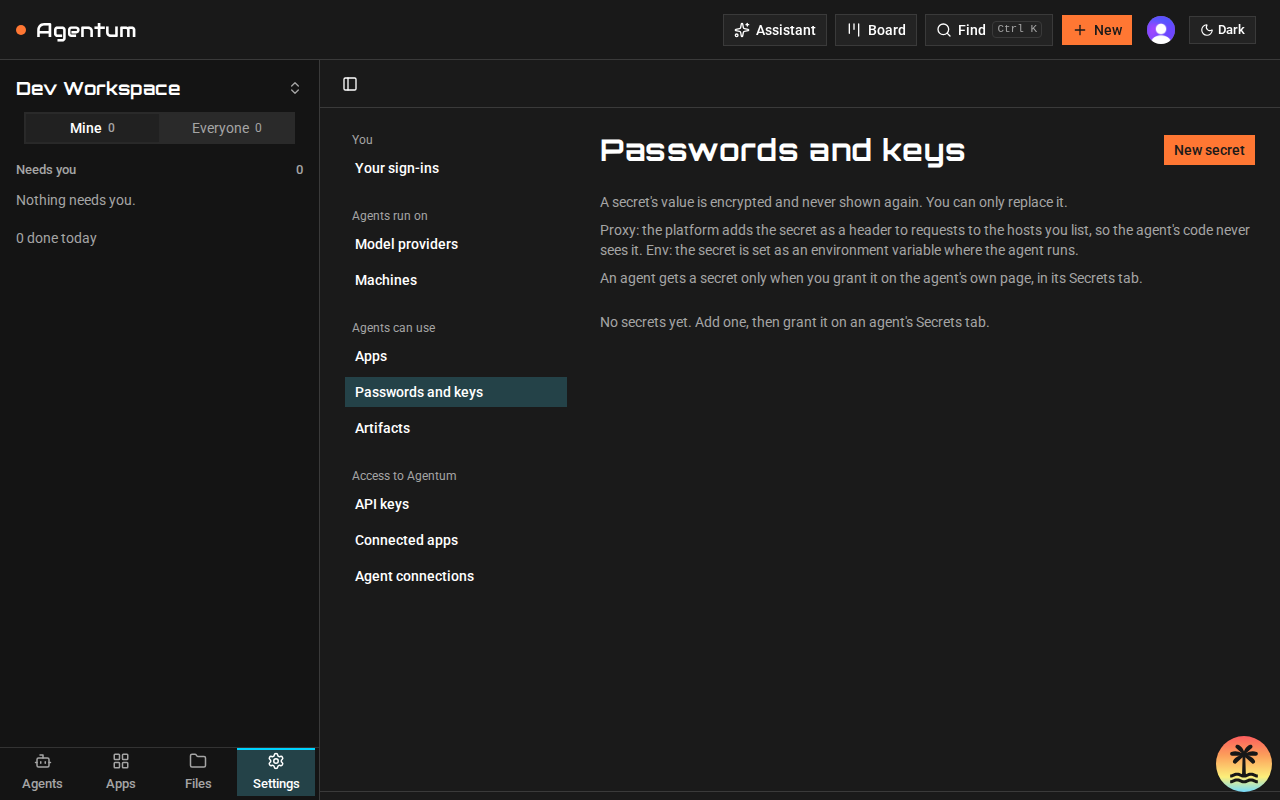 Agentum
Assistant
Board
Find Ctrl K
New
Dark
Dev Workspace
Mine 0
Everyone 0
Needs you 0
Nothing needs you.
0 done today
Agents
Apps
Files
Settings
You
Your sign-ins
Agents run on
Model providers
Machines
Agents can use
Apps
Passwords and keys
Artifacts
Access to Agentum
API keys
Connected apps
Agent connections
Passwords and keys
New secret
A secret's value is encrypted and never shown again. You can only replace it.
Proxy: the platform adds the secret as a header to requests to the hosts you list, so the agent's code never
sees it. Env: the secret is set as an environment variable where the agent runs.
An agent gets a secret only when you grant it on the agent's own page, in its Secrets tab.
No secrets yet. Add one, then grant it on an agent's Secrets tab.